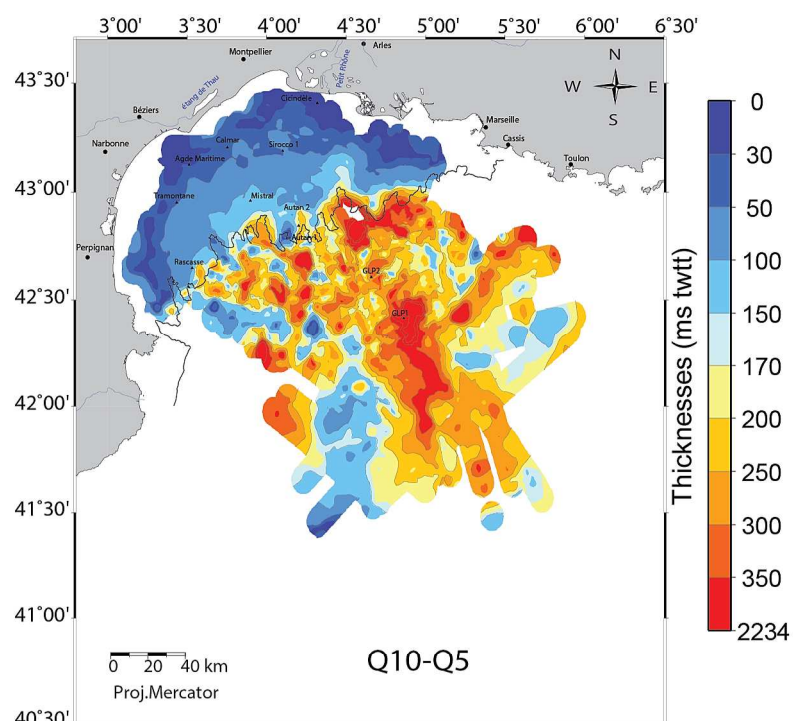 3°00' 3°30' 4°00' 4°30' 5°00' 5°30' 6°00' 6°30'
Arles
Montpellier
N
43°30'
Petit Rhône
W E
étang de Thau
Cicindèle
S
0
Béziers
Marseille
Calmar
Sirocco 1
Cassis
Narbonne
30
Agde Maritime
Toulon
43°00'
Tramontane
Mistral
50
Autan 2
Autan 1
Perpignan
100
Rascasse
GLP2
42°30'
150
GLP1
170
42°00'
200
250
41°30'
300
350
41°00'
2234
Thicknesses (ms twtt)
0 20 40 km
Q10-Q5
Proj.Mercator
40°30'